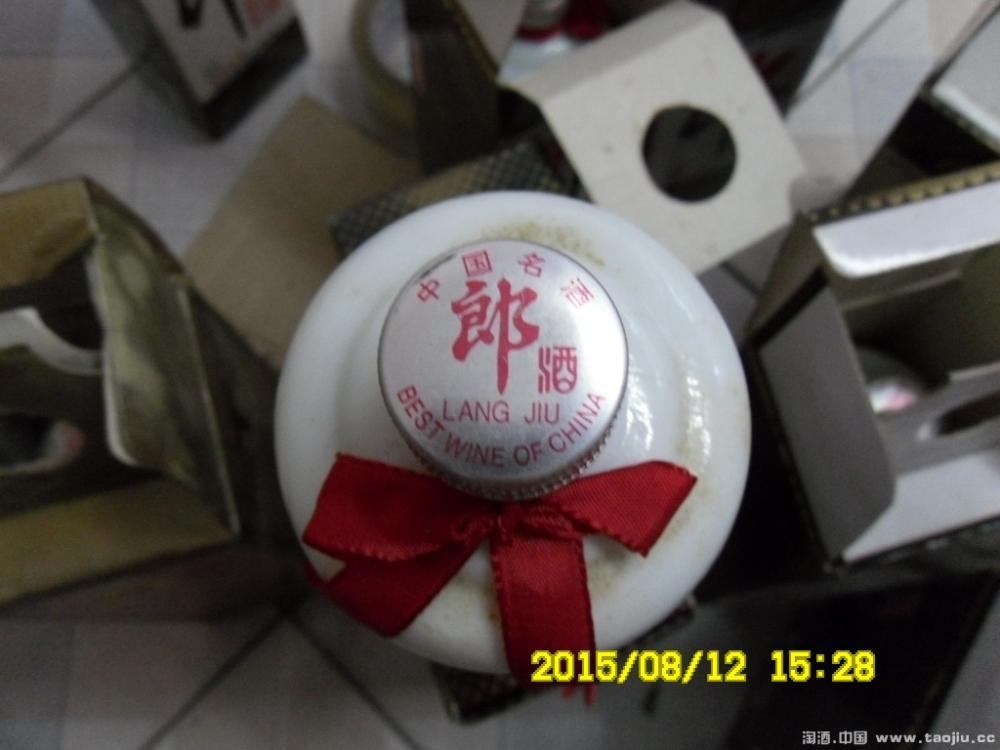 中国名酒
郎
酒
LANG JIU
BEST WINE OF CHINA
2015/08/12 15:28
淘酒.中国 www.taojiu.cc